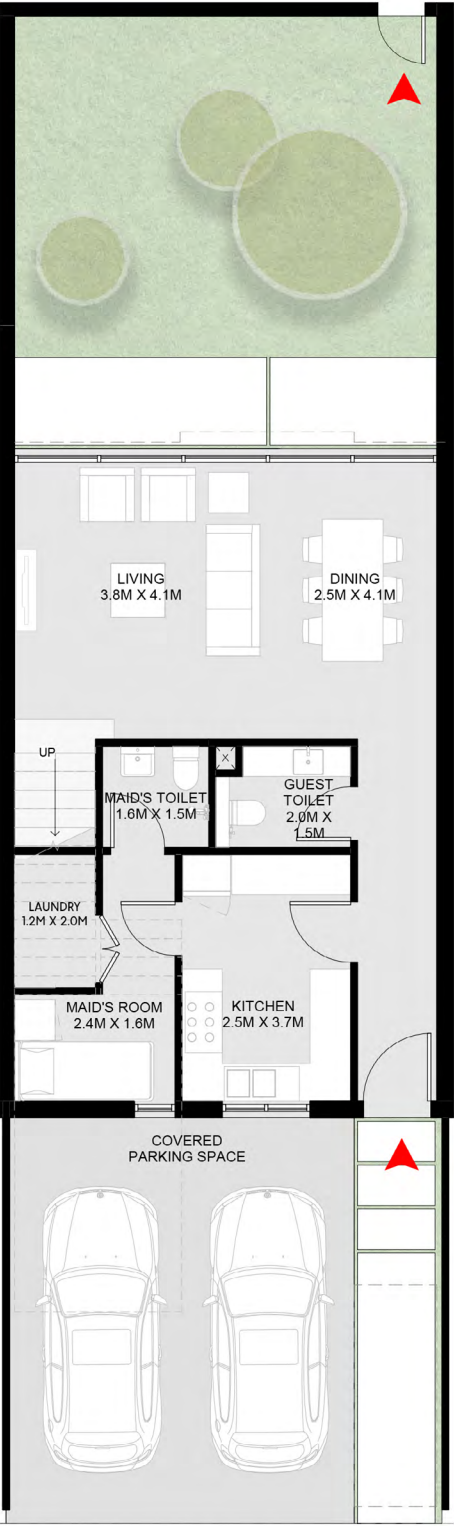 LIVING
3.8M X 4.1M
DINING
2.5M X 4.1M
UP
MAID'S TOILET
1.6M X 1.5M
X
GUEST
TOILET
2.0M X
1.5M
LAUNDRY
1.2M X 2.0M
MAID'S ROOM
2.4M X 1.6M
KITCHEN
2.5M X 3.7M
COVERED
PARKING SPACE